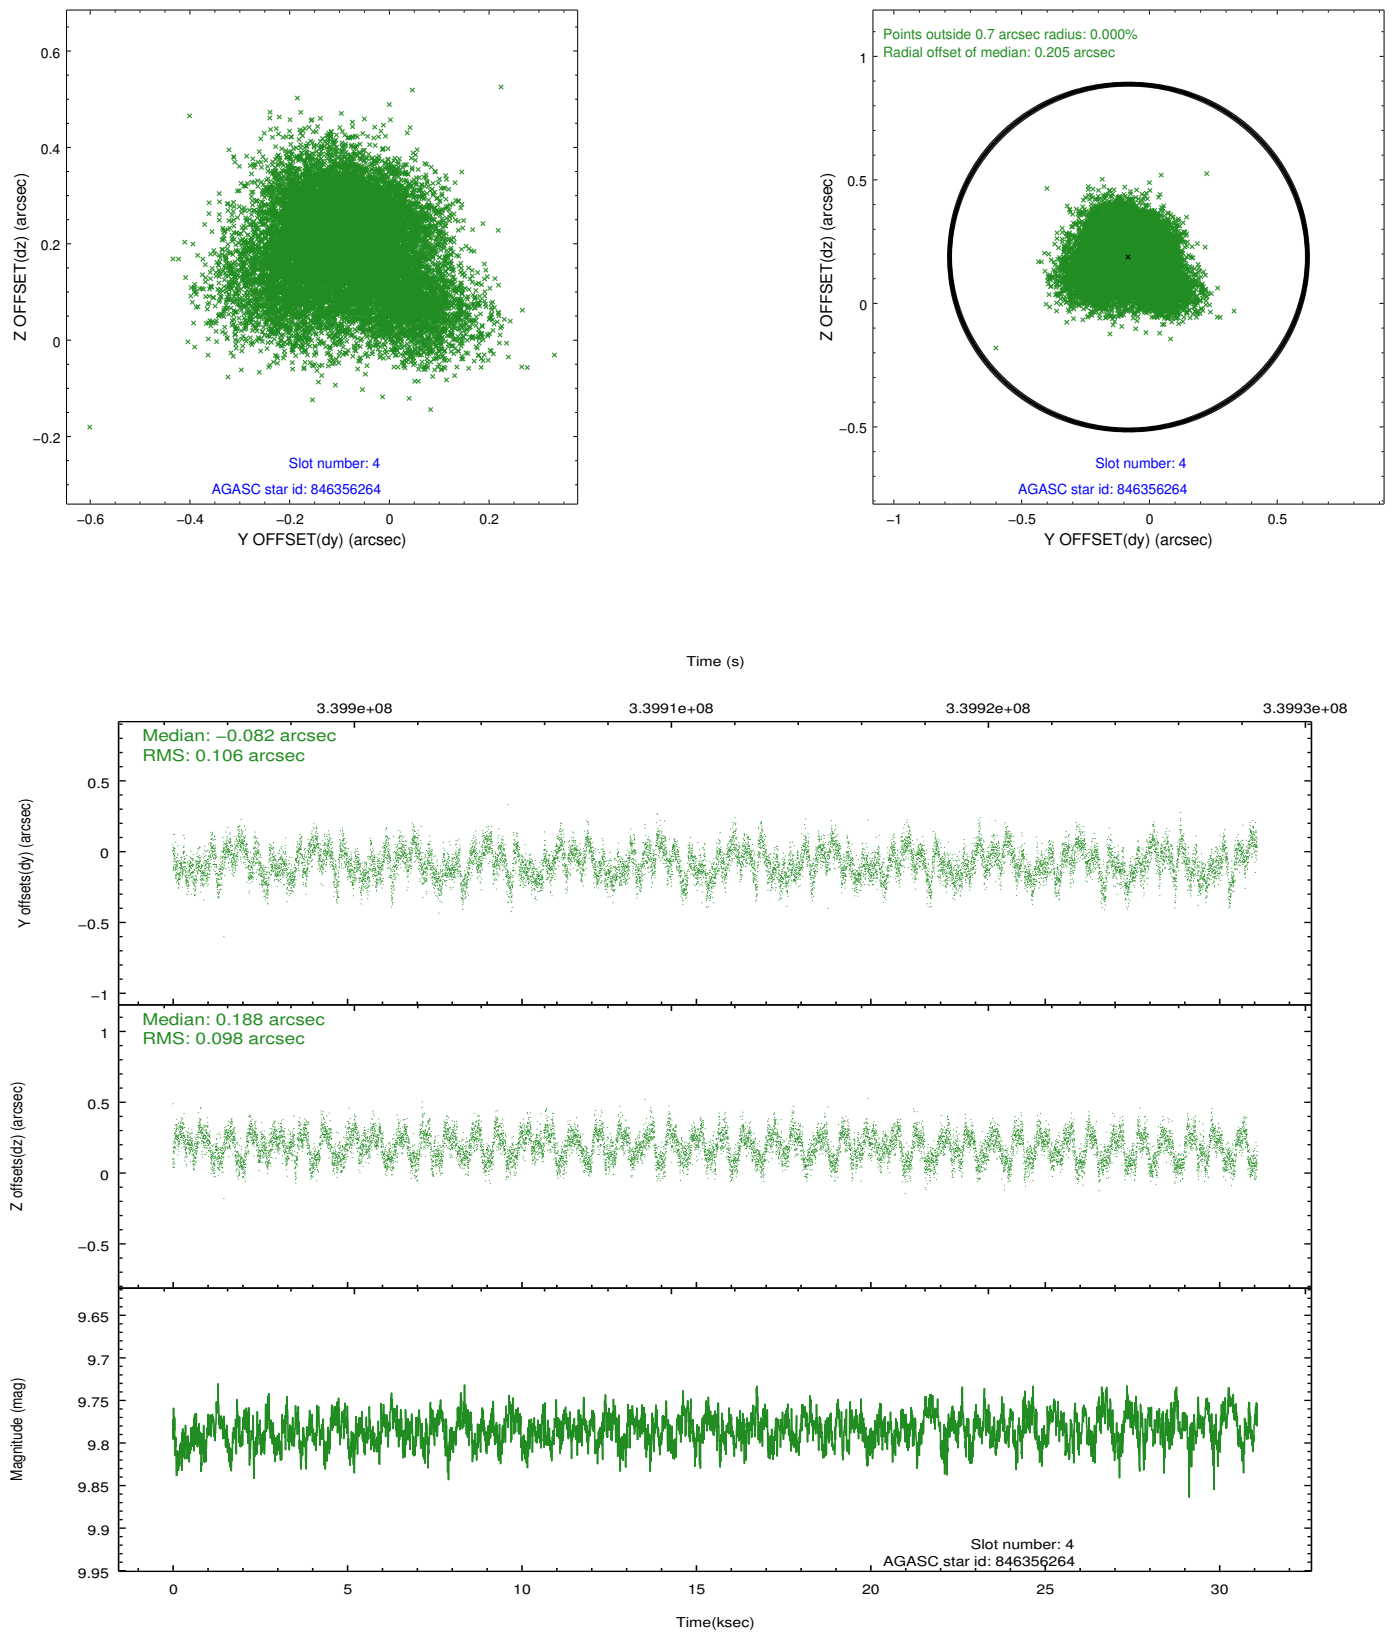 0.6
0.4
0.2
0
−0.2
Z OFFSET(dz) (arcsec)
Slot number: 4
AGASC star id: 846356264
−0.6
−0.4
−0.2
0
0.2
Y OFFSET(dy) (arcsec)
Points outside 0.7 arcsec radius: 0.000%
Radial offset of median: 0.205 arcsec
1
0.5
0
−0.5
Z OFFSET(dz) (arcsec)
Slot number: 4
AGASC star id: 846356264
−1
−0.5
0
0.5
Y OFFSET(dy) (arcsec)
Time (s)
3.399e+08
3.3991e+08
3.3992e+08
3.3993e+08
Median: −0.082 arcsec
RMS: 0.106 arcsec
0.5
0
−0.5
−1
Y offsets(dy) (arcsec)
Median: 0.188 arcsec
RMS: 0.098 arcsec
1
0.5
0
−0.5
Z offsets(dz) (arcsec)
9.65
9.7
9.75
9.8
9.85
9.9
9.95
Magnitude (mag)
Slot number: 4
AGASC star id: 846356264
0
5
10
15
20
25
30
Time(ksec)